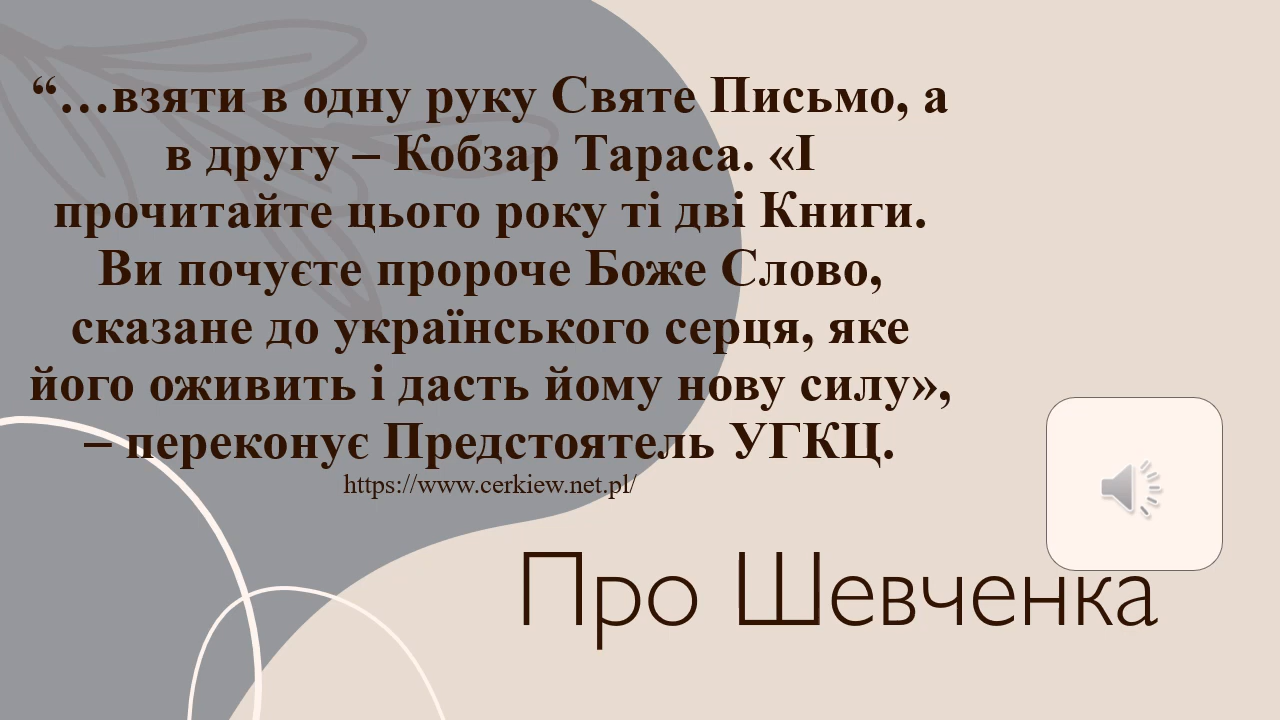 “…взяти в одну руку Святе Письмо, а
в другу – Кобзар Тараса. «І
прочитайте цього року ті дві Книги.
Ви почуєте пророче Боже Слово,
сказане до українського серця, яке
його оживить і дасть йому нову силу»,
– переконує Предстоятель УГКЦ.
https://www.cerkiew.net.pl/
Про Шевченка